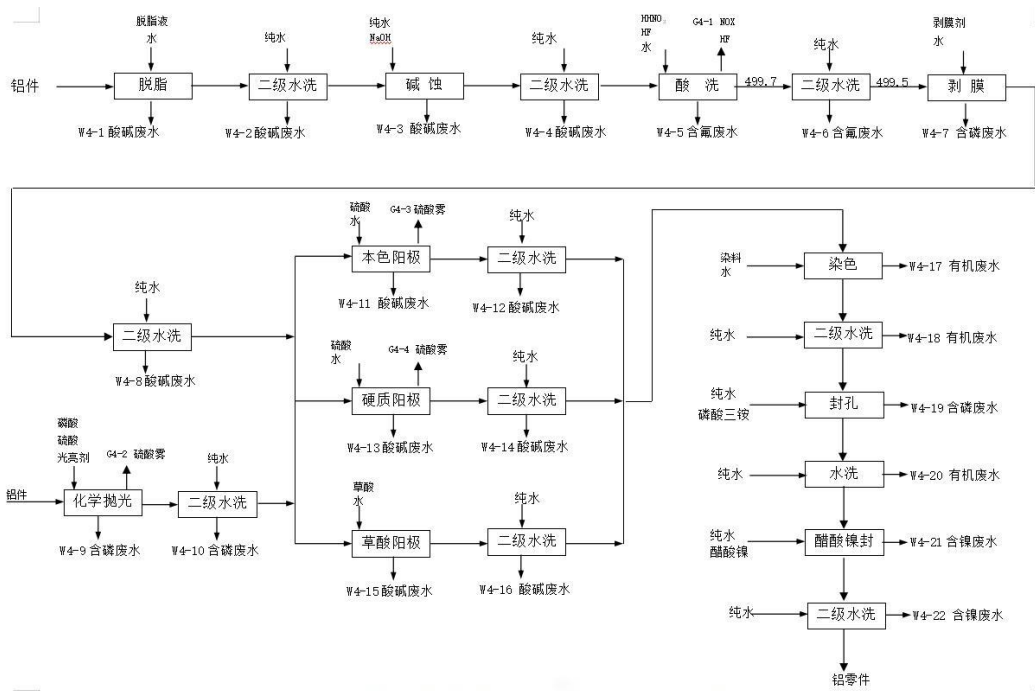 脱脂液
水
纯水
纯水
NaOH
纯水
HHNO
HF
水
G4-1 NOX
HF
纯水
剥膜剂
水
铝件
脱脂
二级水洗
碱 蚀
二级水洗
酸 洗
499.7
二级水洗
499.5
剥 膜
W4-1 酸碱废水
W4-2 酸碱废水
W4-3 酸碱废水
W4-4 酸碱废水
W4-5 含氟废水
W4-6 含氟废水
W4-7 含磷废水
硫酸
水
G4-3 硫酸雾
纯水
本色阳极
二级水洗
W4-11 酸碱废水
W4-12 酸碱废水
纯水
二级水洗
W4-8 酸碱废水
硫酸
水
G4-4 硫酸雾
纯水
硬质阳极
二级水洗
W4-13 酸碱废水
W4-14 酸碱废水
磷酸
硫酸
光亮剂
G4-2 硫酸雾
纯水
铝件
化学抛光
二级水洗
W4-9 含磷废水
W4-10 含磷废水
草酸
水
纯水
草酸阳极
二级水洗
W4-15 酸碱废水
W4-16 酸碱废水
染料
水
染色
W4-17 有机废水
纯水
二级水洗
W4-18 有机废水
纯水
磷酸三铵
封孔
W4-19 含磷废水
纯水
水洗
W4-20 有机废水
纯水
醋酸镍
醋酸镍封
W4-21 含镍废水
纯水
二级水洗
W4-22 含镍废水
铝零件